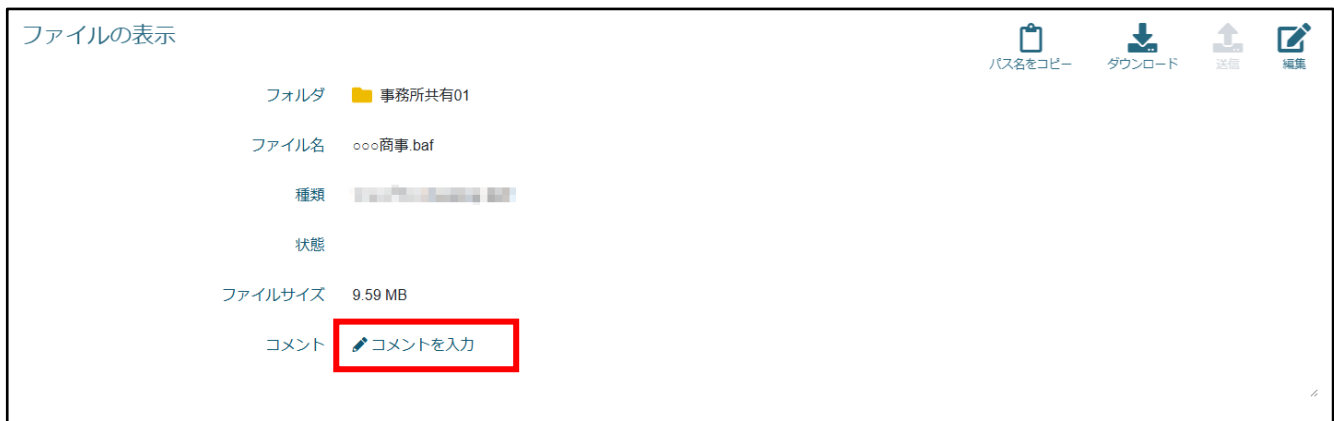 ファイルの表示
パス名をコピー
ダウンロード
送信
編集
フォルダ 事務所共有01
ファイル名 ○○○商事.baf
種類
状態
ファイルサイズ 9.59 MB
コメント コメントを入力